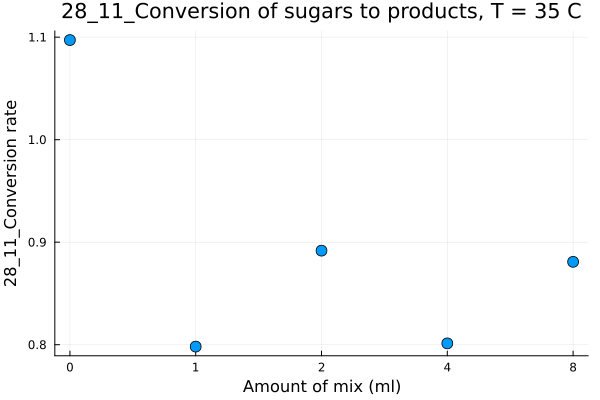 28_11_Conversion of sugars to products, T = 35 C
28_11_Conversion rate
1.1
1.0
0.9
0.8
0 1 2 4 8
Amount of mix (ml)